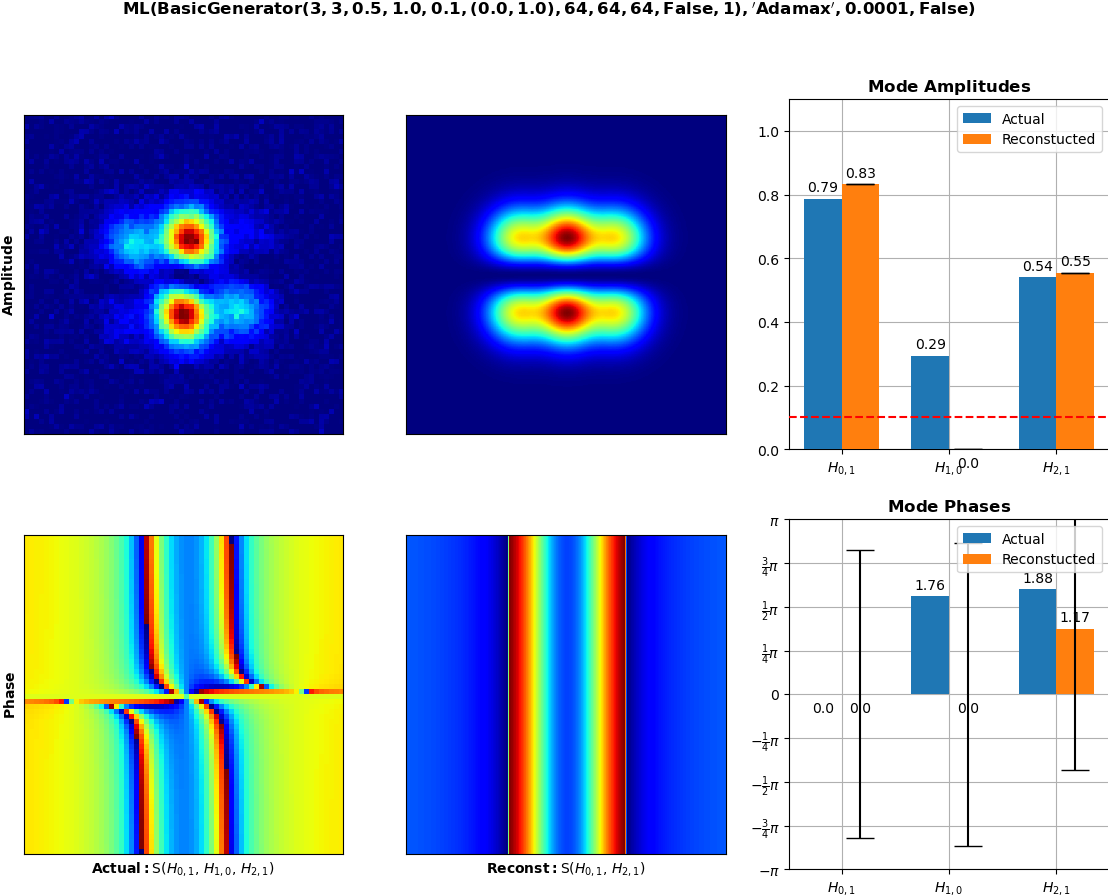 ML(BasicGenerator(3, 3, 0.5, 1.0, 0.1, (0.0, 1.0), 64, 64, 64, False, 1), ′Adamax′, 0.0001, False)
Mode Amplitudes
Amplitude
1.0
0.8
0.6
0.4
0.2
0.0
Actual
Reconstucted
0.79
0.83
0.29
0.0
0.54
0.55
H0,1
H1,0
H2,1
Mode Phases
Phase
π
3/4π
1/2π
1/4π
0
−1/4π
−1/2π
−3/4π
−π
Actual
Reconstucted
0.0
0.0
1.76
0.0
1.88
1.17
H0,1
H1,0
H2,1
Actual: S(H0,1, H1,0, H2,1)
Reconst: S(H0,1, H2,1)